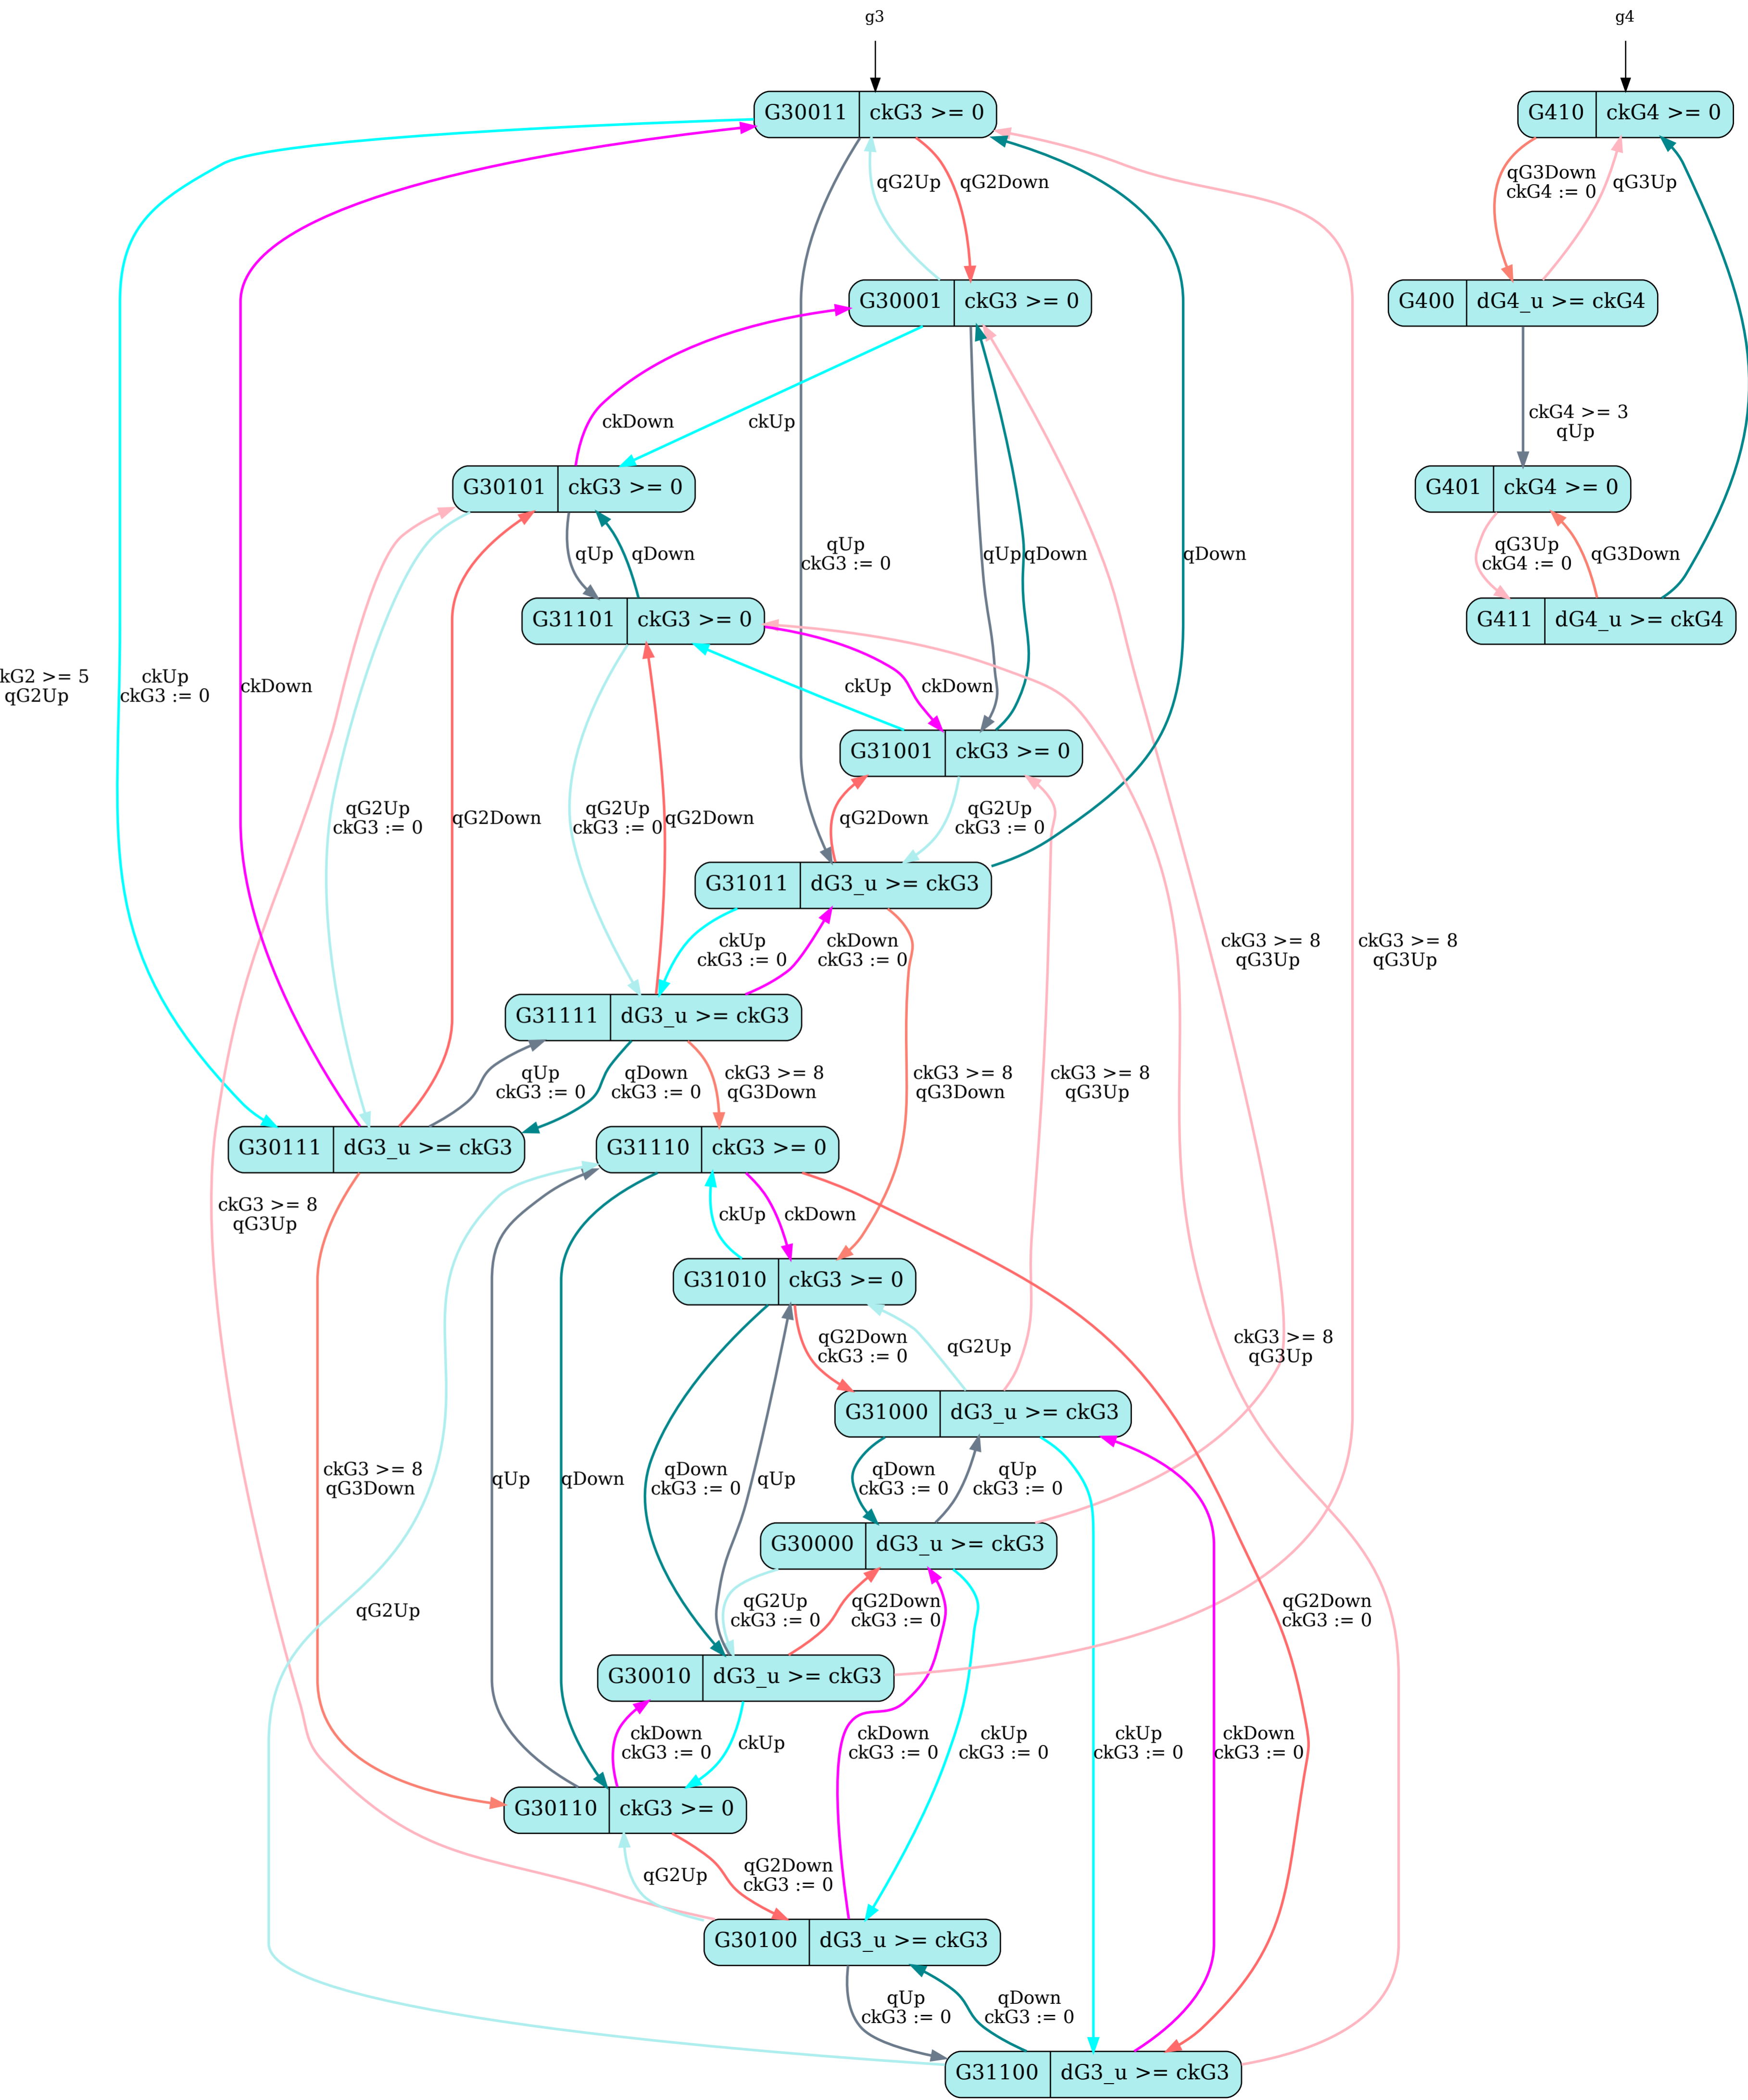 g3
g4
G30011 ckG3 >= 0
G410 ckG4 >= 0
qG2Up
qG2Down
qG3Down
ckG4 := 0
qG3Up
G30001 ckG3 >= 0
G400 dG4_u >= ckG4
ckDown
ckUp
ckG4 >= 3
qUp
G30101 ckG3 >= 0
G401 ckG4 >= 0
qUp
qDown
qUp
ckG3 := 0
qUp
qDown
qDown
qG3Up
ckG4 := 0
qG3Down
G31101 ckG3 >= 0
G411 dG4_u >= ckG4
kG2 >= 5
qG2Up
ckUp
ckG3 := 0
ckDown
ckUp
ckDown
G31001 ckG3 >= 0
qG2Up
ckG3 := 0
qG2Down
qG2Up
ckG3 := 0
qG2Down
qG2Down
qG2Up
ckG3 := 0
G31011 dG3_u >= ckG3
ckUp
ckG3 := 0
ckDown
ckG3 := 0
ckG3 >= 8
qG3Up
ckG3 >= 8
qG3Up
G31111 dG3_u >= ckG3
qUp
ckG3 := 0
qDown
ckG3 := 0
ckG3 >= 8
qG3Down
ckG3 >= 8
qG3Down
ckG3 >= 8
qG3Up
G30111 dG3_u >= ckG3
G31110 ckG3 >= 0
ckG3 >= 8
qG3Up
ckUp
ckDown
G31010 ckG3 >= 0
qG2Down
ckG3 := 0
qG2Up
ckG3 >= 8
qG3Up
G31000 dG3_u >= ckG3
ckG3 >= 8
qG3Down
qUp
qDown
qDown
ckG3 := 0
qUp
qDown
ckG3 := 0
qUp
ckG3 := 0
G30000 dG3_u >= ckG3
qG2Up
qG2Up
ckG3 := 0
qG2Down
ckG3 := 0
qG2Down
ckG3 := 0
G30010 dG3_u >= ckG3
ckDown
ckG3 := 0
ckUp
ckDown
ckG3 := 0
ckUp
ckG3 := 0
ckUp
ckG3 := 0
ckDown
ckG3 := 0
G30110 ckG3 >= 0
qG2Up
qG2Down
ckG3 := 0
G30100 dG3_u >= ckG3
qUp
ckG3 := 0
qDown
ckG3 := 0
G31100 dG3_u >= ckG3